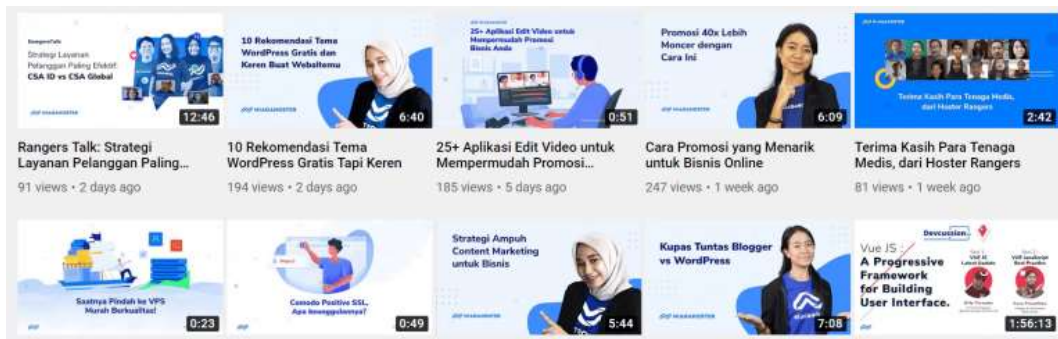 RangersTalk
Strategi Layanan
Pelanggan Paling Efektif:
CSA ID vs CSA Global
NIAGAHOSTER
12:46
10 Rekomendasi Tema
WordPress Gratis dan
Keren Buat Websitemu
6:40
25+ Aplikasi Edit Video untuk
Mempermudah Promosi
Bisnis Anda
NIAGAHOSTER
0:51
Promosi 40x Lebih
Moncer dengan
Cara Ini
NIAGAHOSTER
6:09
NIAGAHOSTER
Terima Kasih Para Tenaga Medis,
dari Hoster Rangers
2:42
Rangers Talk: Strategi
Layanan Pelanggan Paling...
91 views • 2 days ago
10 Rekomendasi Tema
WordPress Gratis Tapi Keren
194 views • 2 days ago
25+ Aplikasi Edit Video untuk
Mempermudah Promosi...
185 views • 5 days ago
Cara Promosi yang Menarik
untuk Bisnis Online
247 views • 1 week ago
Terima Kasih Para Tenaga
Medis, dari Hoster Rangers
81 views • 1 week ago
Saatnya Pindah ke VPS
Murah Berkualitas!
0:23
Comodo Positive SSL,
Apa keunggulannya?
0:49
Strategi Ampuh
Content Marketing
untuk Bisnis
NIAGAHOSTER
5:44
Kupas Tuntas Blogger
vs WordPress
NIAGAHOSTER
7:08
Devcussion
Vue JS :
A Progressive
Framework
for Building
User Interface.
1:56:13